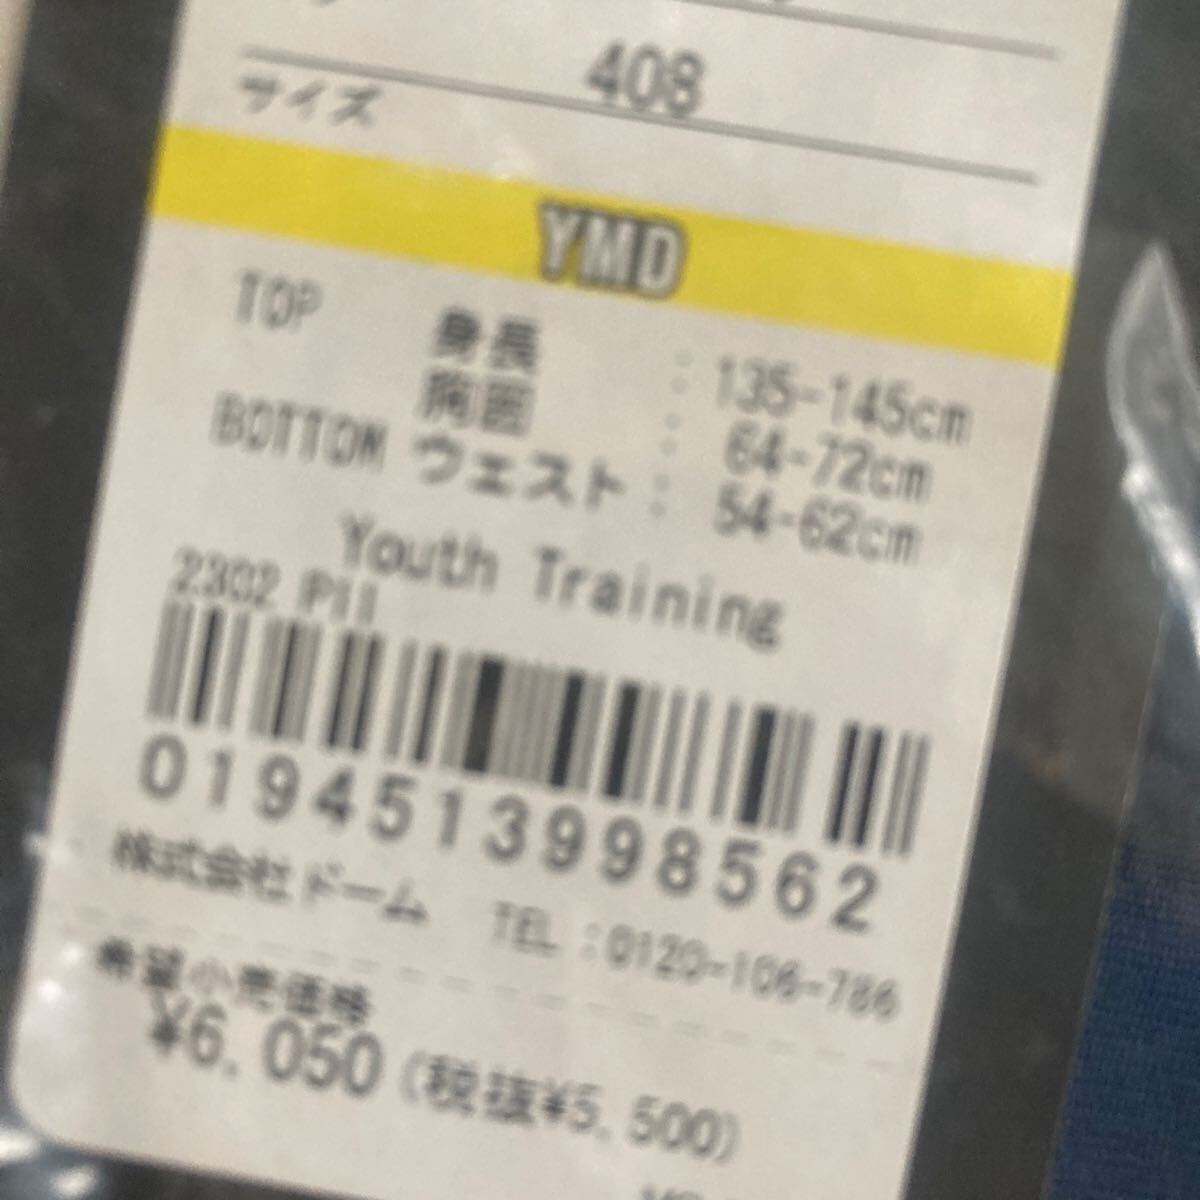 408
サイズ
YMD
TOP 身長 : 135-145cm
胸囲 : 64-72cm
BOTTOM ウェスト : 54-62cm
Youth Training
2302 P11
0194513998562
株式会社ドーム TEL:0120-106-786
希望小売価格
¥6,050(税抜¥5,500)